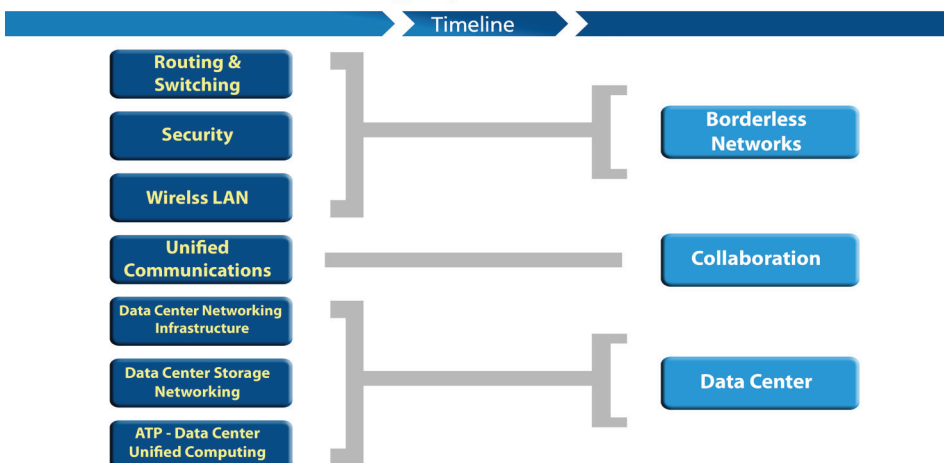 Timeline
Routing &
Switching
Security
Wirelss LAN
Unified
Communications
Data Center Networking
Infrastructure
Data Center Storage
Networking
ATP - Data Center
Unified Computing
Borderless
Networks
Collaboration
Data Center